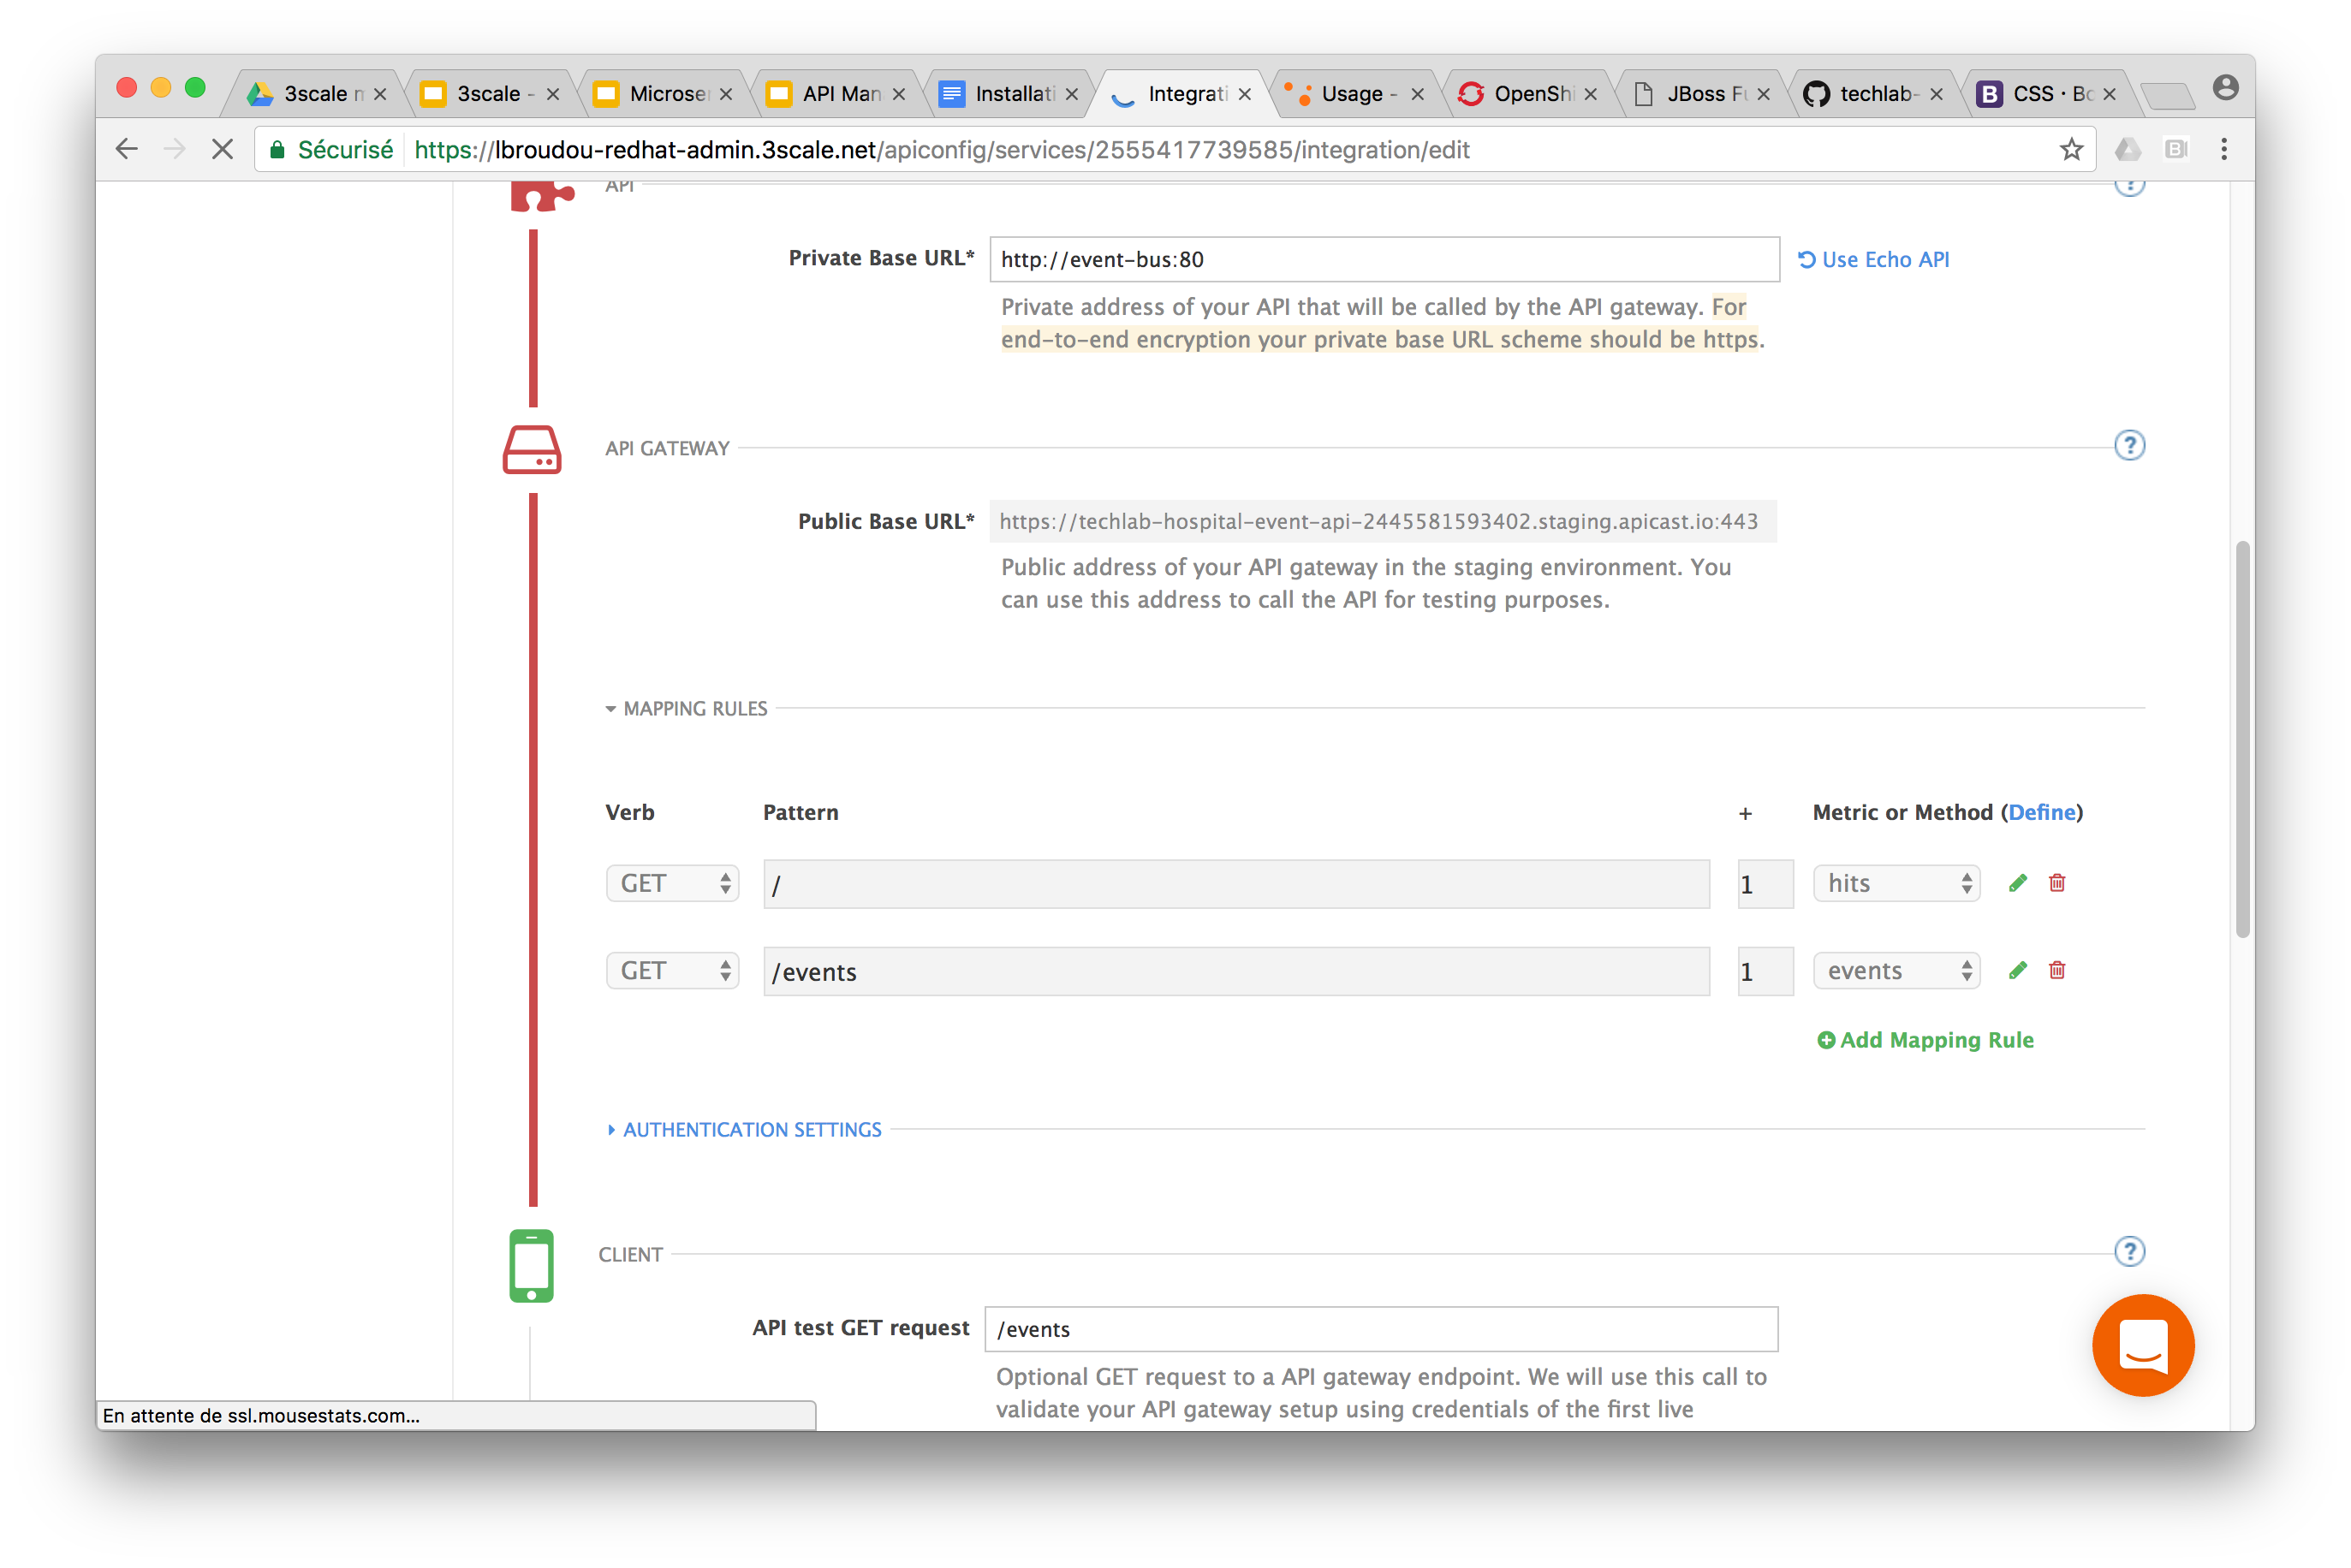 3scale m
3scale -
Microser
API Man
Installati
Integrati
Usage -
OpenShi
JBoss Fu
techlab-
CSS · Bo
Sécurisé
https://lbroudou-redhat-admin.3scale.net/apiconfig/services/2555417739585/integration/edit
API
?
Private Base URL*
http://event-bus:80
Use Echo API
Private address of your API that will be called by the API gateway. For
end-to-end encryption your private base URL scheme should be https.
API GATEWAY
?
Public Base URL*
https://techlab-hospital-event-api-2445581593402.staging.apicast.io:443
Public address of your API gateway in the staging environment. You
can use this address to call the API for testing purposes.
MAPPING RULES
Verb Pattern + Metric or Method (Define)
GET / 1 hits
GET /events 1 events
Add Mapping Rule
AUTHENTICATION SETTINGS
CLIENT
?
API test GET request
/events
Optional GET request to a API gateway endpoint. We will use this call to
validate your API gateway setup using credentials of the first live
En attente de ssl.mousestats.com...